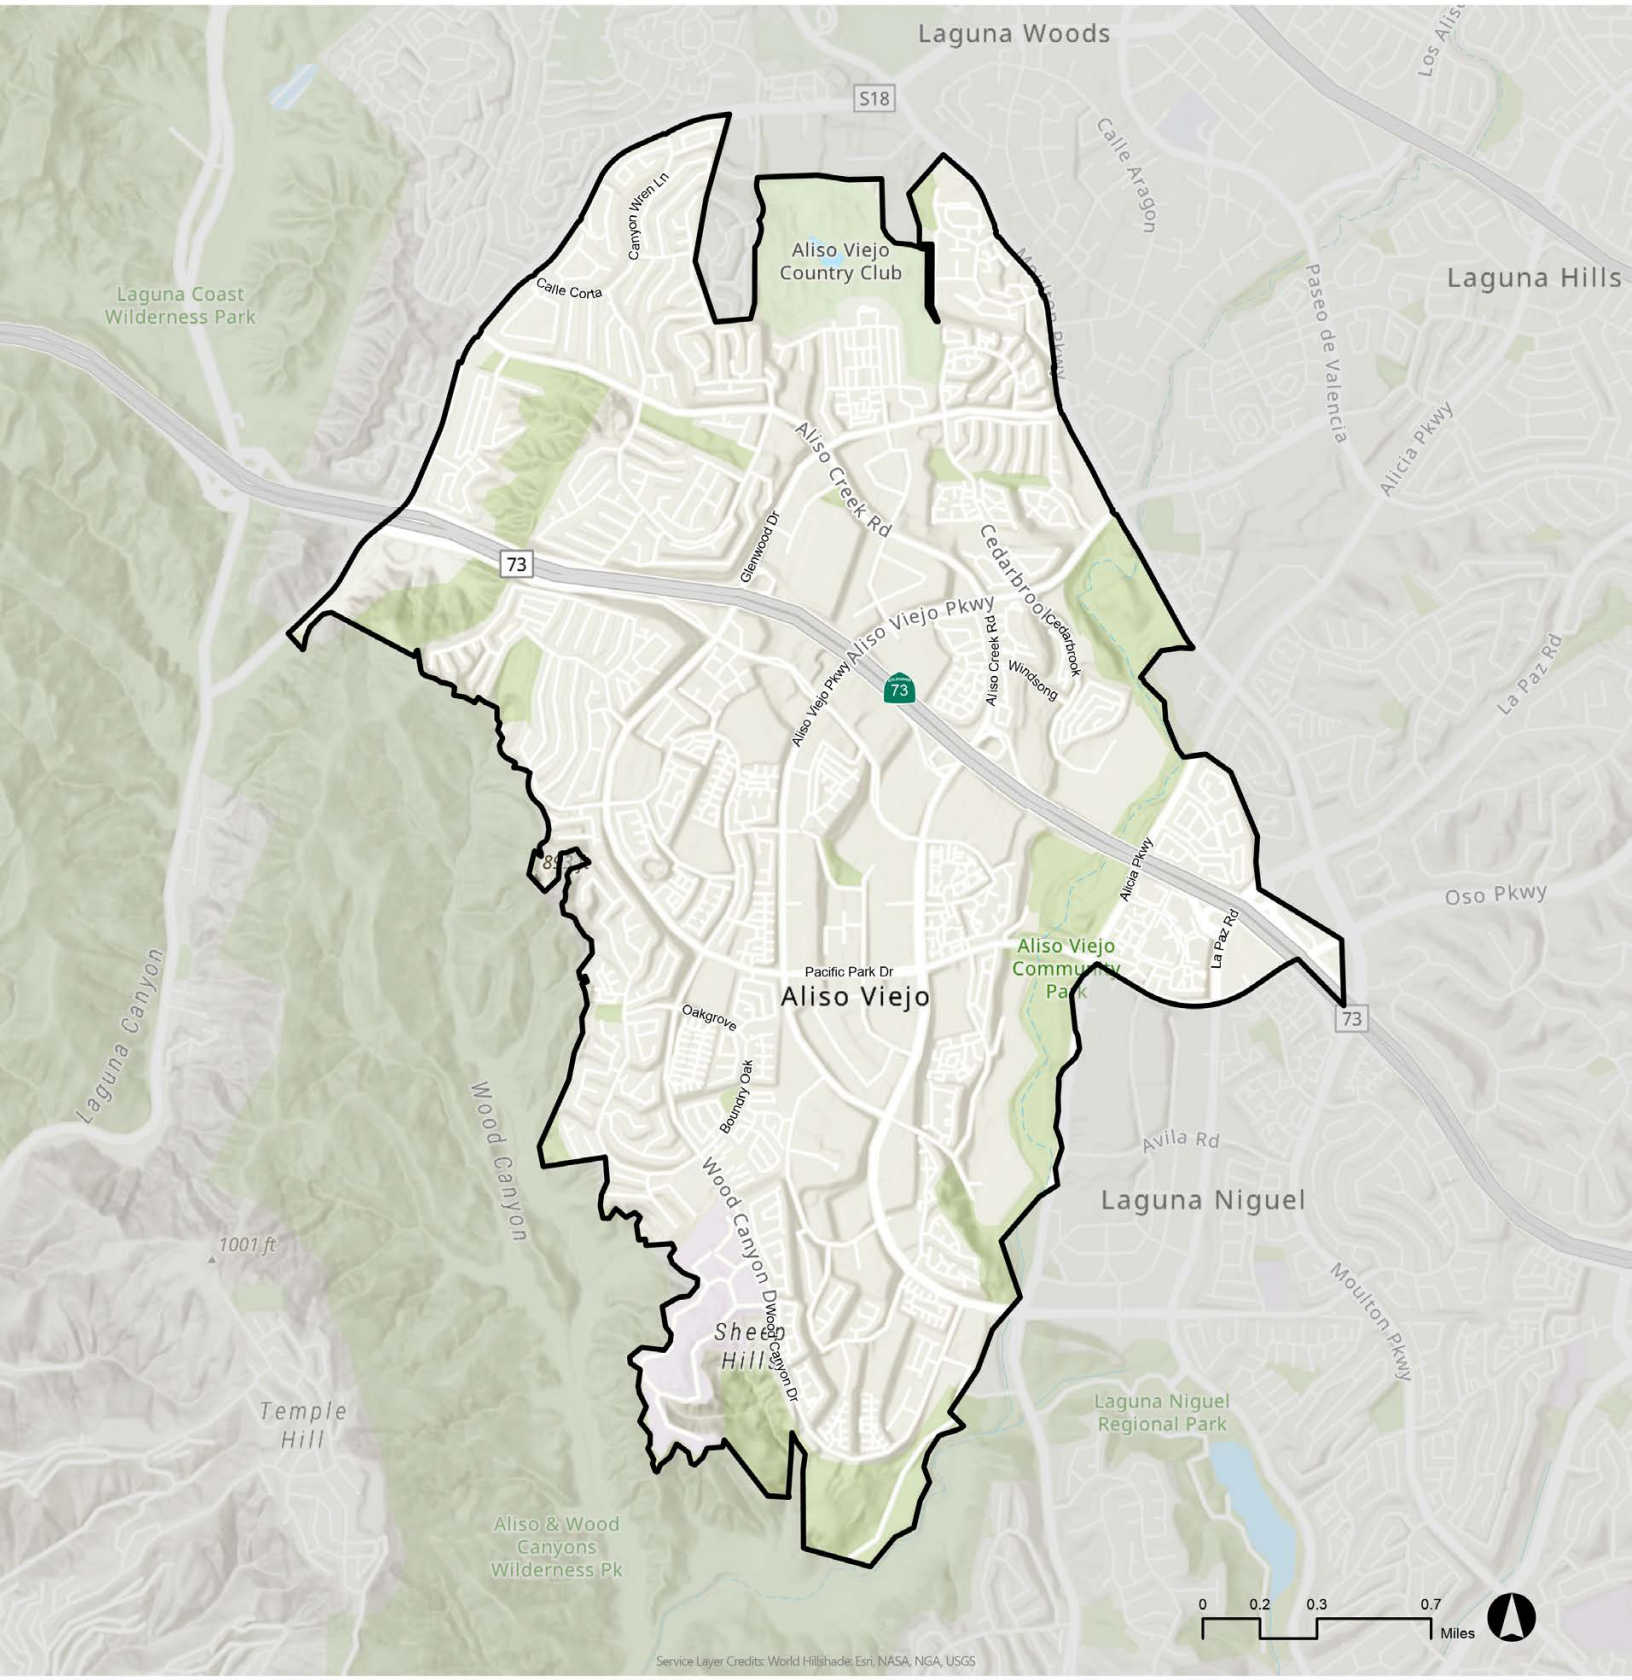 Laguna Woods
Los Aliso
S18
Calle Aragon
Canyon Wren Ln
Aliso Viejo
Country Club
Moulton Pkwy
Laguna Hills
Calle Corta
Laguna Coast
Wilderness Park
Paseo de Valencia
Alicia Pkwy
Aliso Creek Rd
Glenwood Dr
73
Cedarbrook
Aliso Viejo Pkwy
Cedarbrook
Aliso Creek Rd
Windsong
La Paz Rd
Aliso Viejo Pkwy
73
Alicia Pkwy
Oso Pkwy
La Paz Rd
Aliso Viejo
Community
Park
Pacific Park Dr
Aliso Viejo
Oakgrove
73
Laguna Canyon
Boundry Oak
Wood Canyon
Avila Rd
Wood Canyon Dr
Laguna Niguel
1001 ft
Moulton Pkwy
Sheep
Hills
Wood Canyon Dr
Temple
Hill
Laguna Niguel
Regional Park
Aliso & Wood
Canyons
Wilderness Pk
0 0.2 0.3 0.7
Miles
Service Layer Credits: World Hillshade: Esri, NASA, NGA, USGS